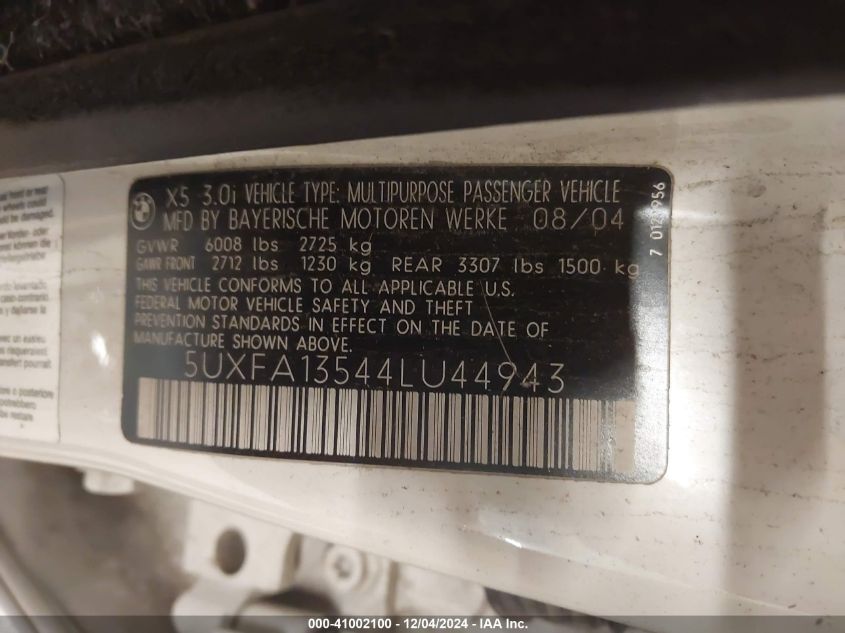 X5 3.0i VEHICLE TYPE: MULTIPURPOSE PASSENGER VEHICLE
MFD BY BAYERISCHE MOTOREN WERKE 08/04
GVWR 6008 lbs 2725 kg
GAWR FRONT 2712 lbs 1230 kg REAR 3307 lbs 1500 kg
THIS VEHICLE CONFORMS TO ALL APPLICABLE U.S.
FEDERAL MOTOR VEHICLE SAFETY AND THEFT
PREVENTION STANDARDS IN EFFECT ON THE DATE OF
MANUFACTURE SHOWN ABOVE.
5UXFA13544LU44943
000-41002100 - 12/04/2024 - IAA Inc.